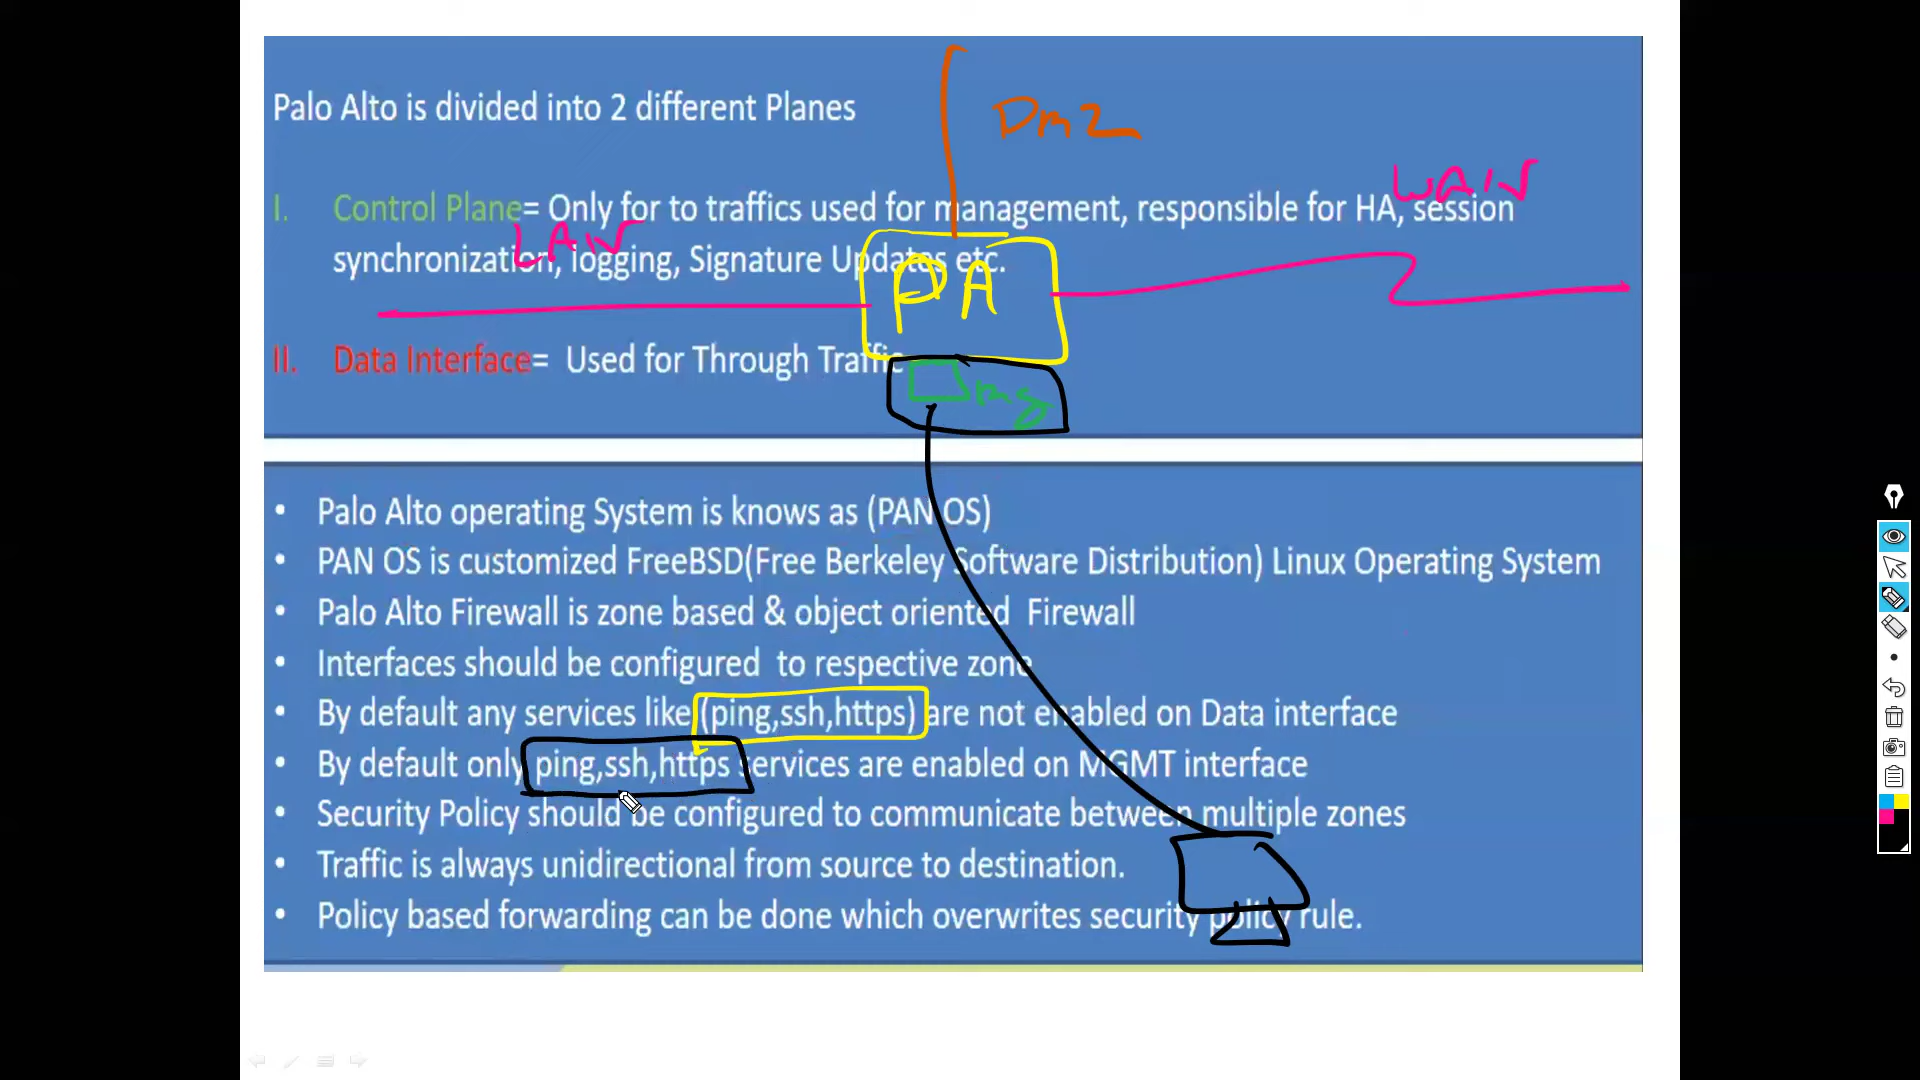 Palo Alto is divided into 2 different Planes
DMZ
WAN
I. Control Plane= Only for to traffics used for management, responsible for HA, session
LAN
synchronization, logging, Signature Updates etc.
PA
II. Data Interface= Used for Through Traffic
mg
• Palo Alto operating System is knows as (PAN OS)
• PAN OS is customized FreeBSD(Free Berkeley Software Distribution) Linux Operating System
• Palo Alto Firewall is zone based & object oriented Firewall
• Interfaces should be configured to respective zone
• By default any services like (ping,ssh,https) are not enabled on Data interface
• By default only ping,ssh,https services are enabled on MGMT interface
• Security Policy should be configured to communicate between multiple zones
• Traffic is always unidirectional from source to destination.
• Policy based forwarding can be done which overwrites security policy rule.